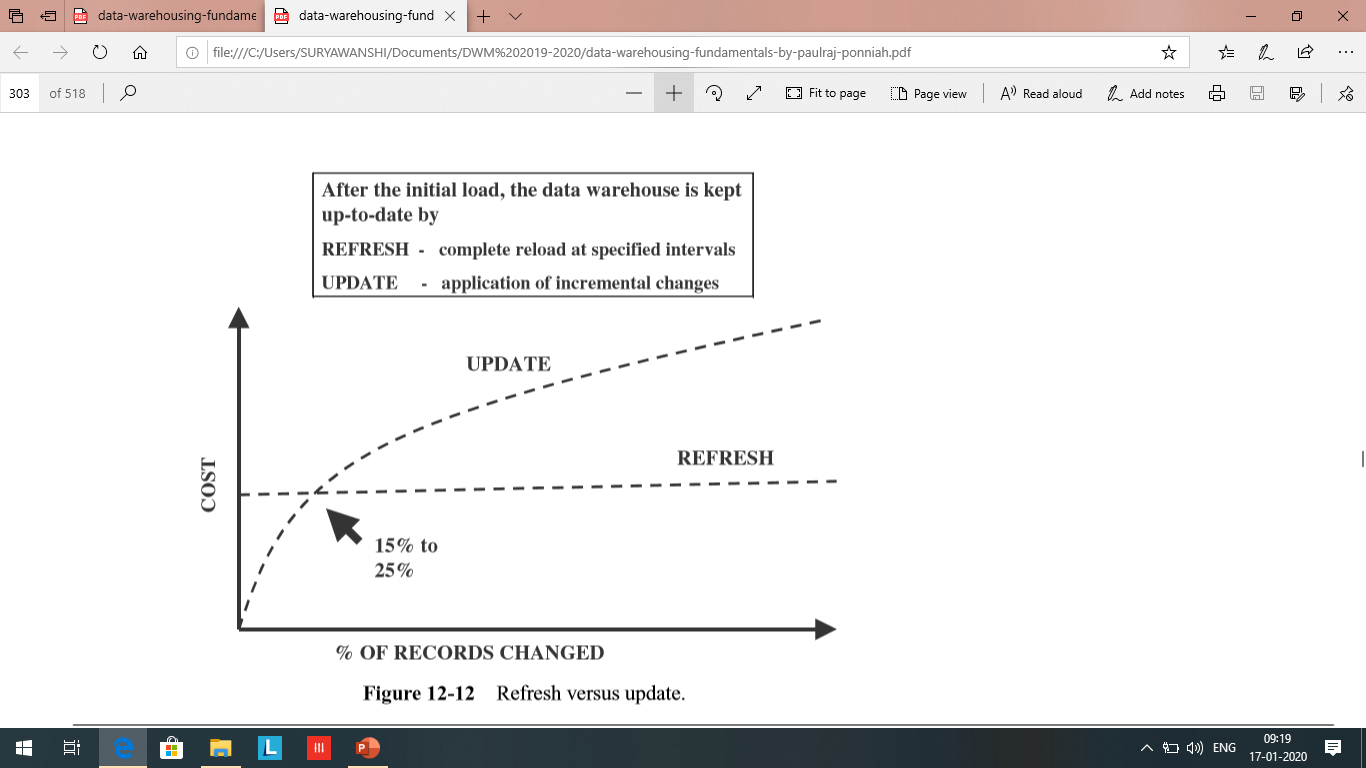 data-warehousing-fundame
data-warehousing-fund
file:///C:/Users/SURYAWANSHI/Documents/DWM%202019-2020/data-warehousing-fundamentals-by-paulraj-ponniah.pdf
303 of 518
Fit to page
Page view
Read aloud
Add notes
After the initial load, the data warehouse is kept
up-to-date by
REFRESH - complete reload at specified intervals
UPDATE - application of incremental changes
UPDATE
REFRESH
COST
15% to
25%
% OF RECORDS CHANGED
Figure 12-12 Refresh versus update.
ENG
09:19
17-01-2020